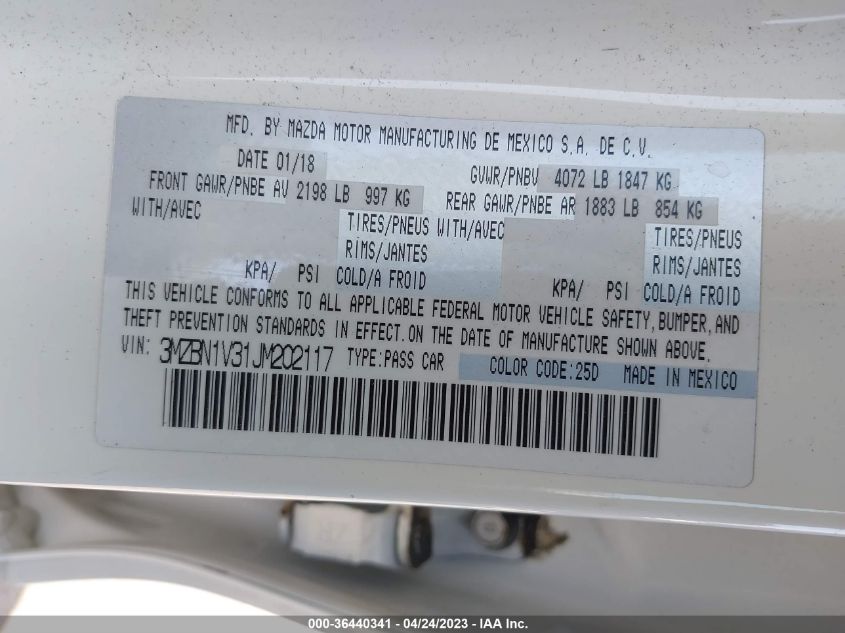 MFD. BY MAZDA MOTOR MANUFACTURING DE MEXICO S.A. DE C.V.
DATE 01/18 GVWR/PNBV 4072 LB 1847 KG
FRONT GAWR/PNBE AV 2198 LB 997 KG REAR GAWR/PNBE AR 1883 LB 854 KG
WITH/AVEC TIRES/PNEUS WITH/AVEC TIRES/PNEUS
RIMS/JANTES RIMS/JANTES
KPA/ PSI COLD/A FROID KPA/ PSI COLD/A FROID
THIS VEHICLE CONFORMS TO ALL APPLICABLE FEDERAL MOTOR VEHICLE SAFETY, BUMPER, AND
THEFT PREVENTION STANDARDS IN EFFECT. ON THE DATE OF MANUFACTURE SHOWN ABOVE.
VIN: 3MZBN1V31JM202117 TYPE:PASS CAR COLOR CODE:25D MADE IN MEXICO
000-36440341 - 04/24/2023 - IAA Inc.